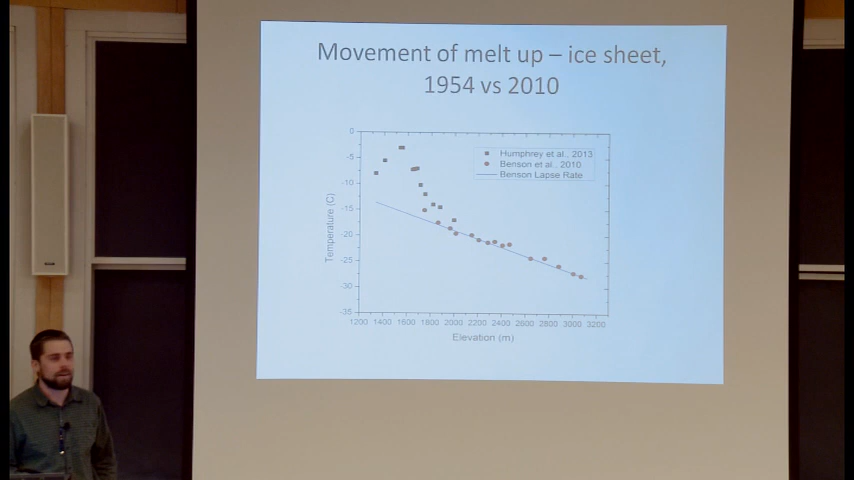 Movement of melt up – ice sheet,
1954 vs 2010
Humphrey et al., 2013
Benson et al., 2010
Benson Lapse Rate
0
-5
-10
-15
-20
-25
-30
-35
Temperature (C)
1200 1400 1600 1800 2000 2200 2400 2600 2800 3000 3200
Elevation (m)